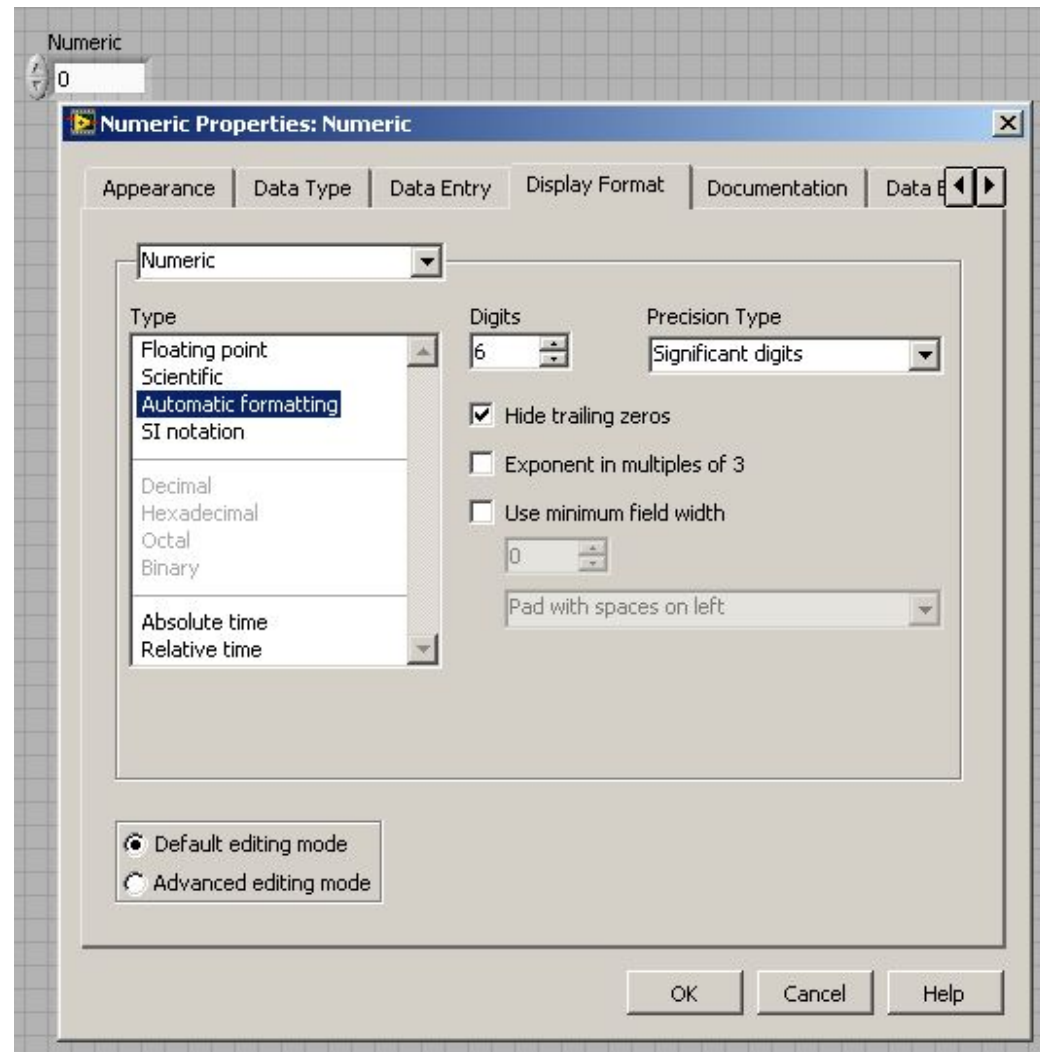 Numeric
0
Numeric Properties: Numeric
Appearance Data Type Data Entry Display Format Documentation Data
Numeric
Type Digits Precision Type
Floating point 6 Significant digits
Scientific
Automatic formatting
SI notation
Hide trailing zeros
Exponent in multiples of 3
Decimal
Hexadecimal
Octal
Binary
Use minimum field width
0
Pad with spaces on left
Absolute time
Relative time
Default editing mode
Advanced editing mode
OK Cancel Help